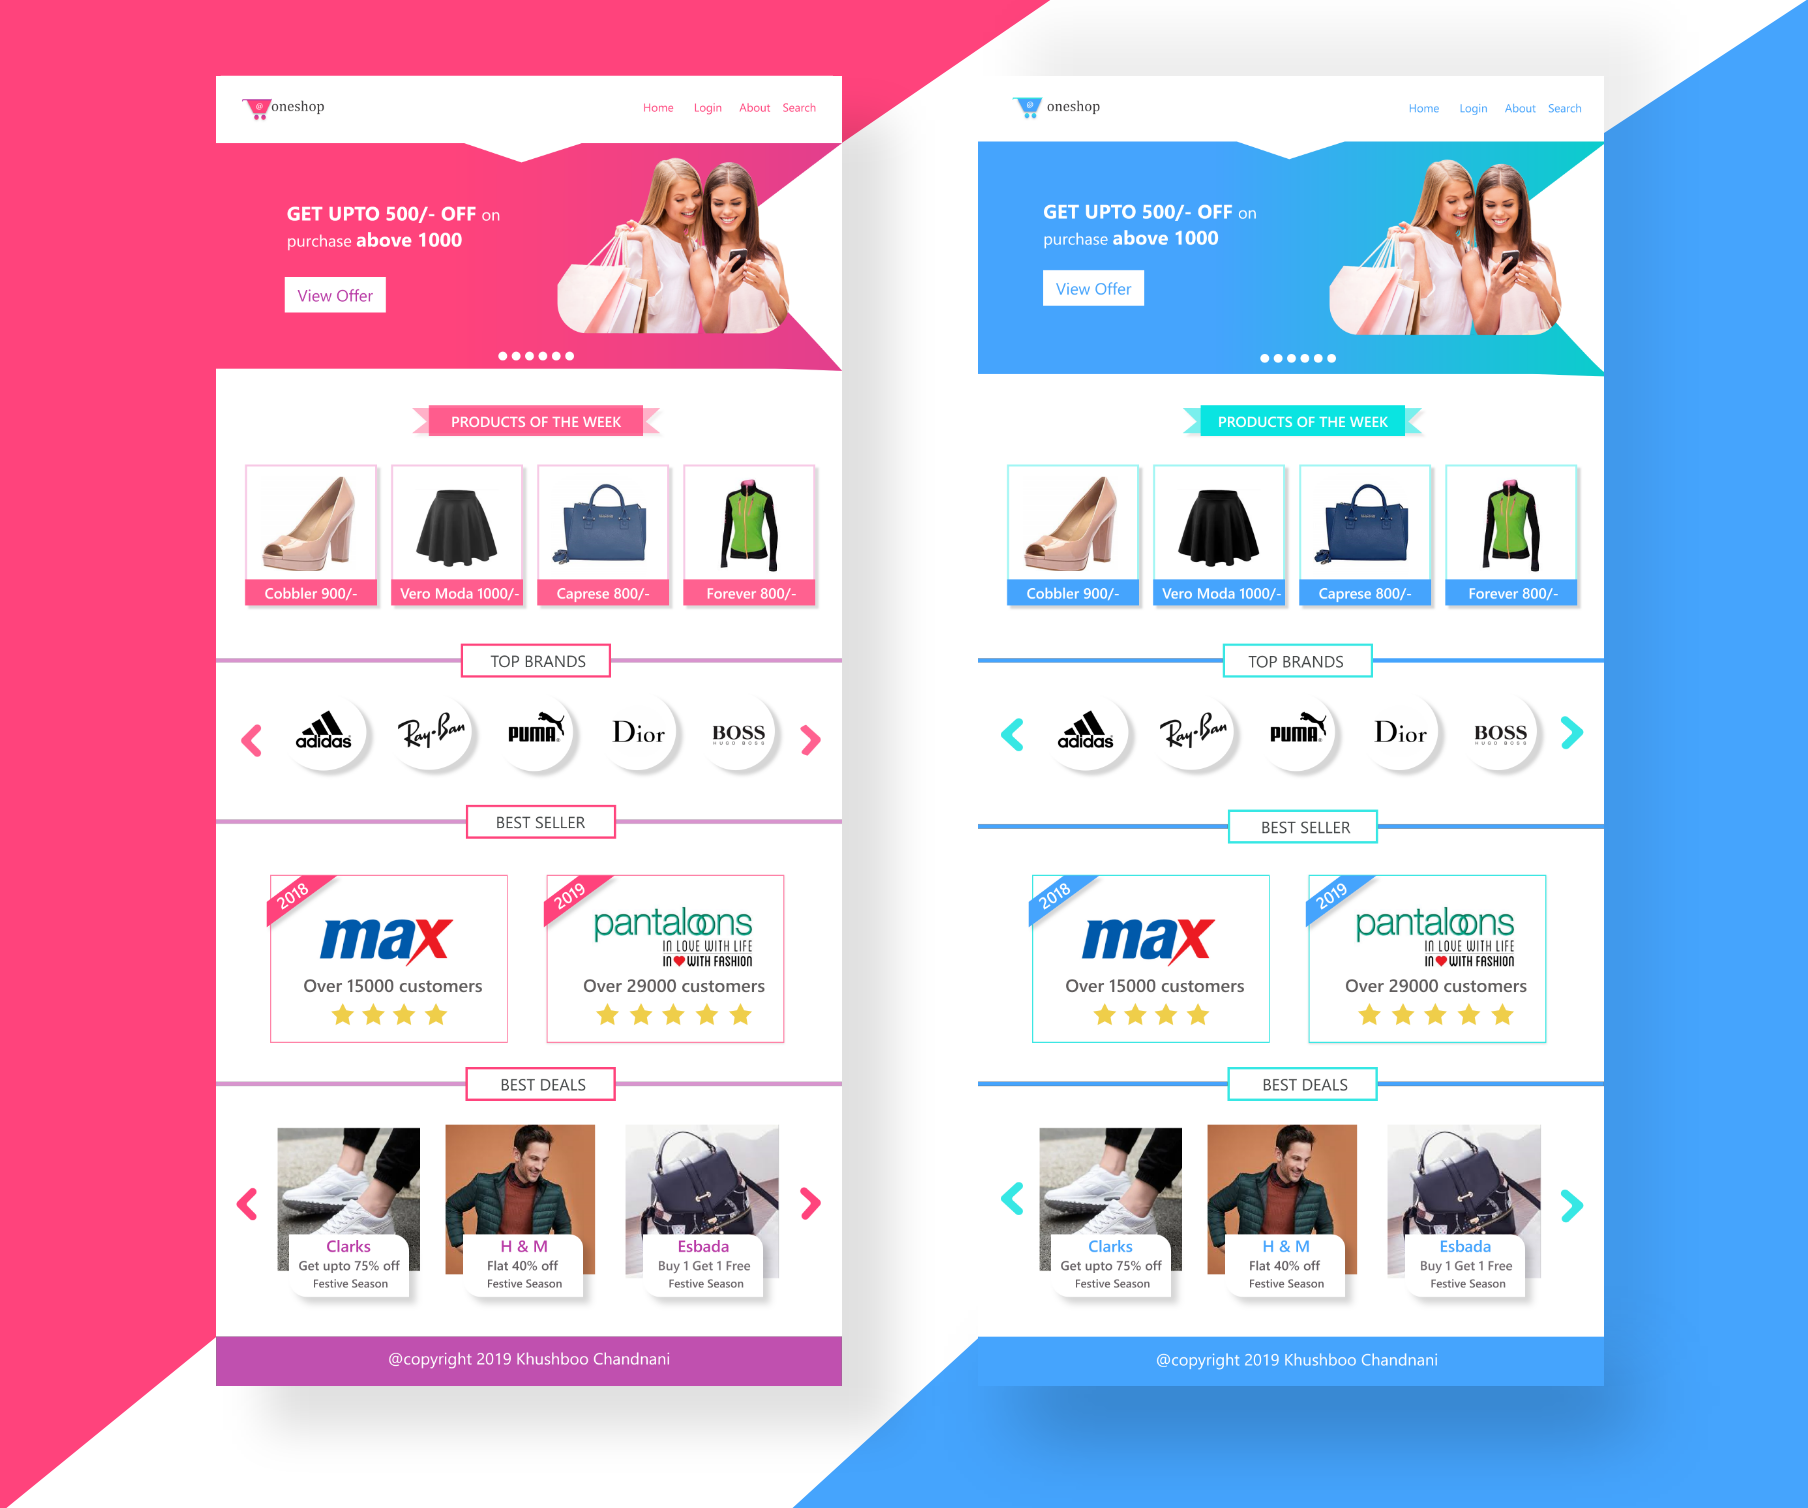 @ oneshop
Home Login About Search
GET UPTO 500/- OFF on
purchase above 1000
View Offer
PRODUCTS OF THE WEEK
Cobbler 900/- Vero Moda 1000/- Caprese 800/- Forever 800/-
TOP BRANDS
adidas Ray-Ban PUMA® Dior BOSS
HUGO BOSS
BEST SELLER
2018
max
Over 15000 customers
2019
pantaloons
IN LOVE WITH LIFE
IN ♥ WITH FASHION
Over 29000 customers
BEST DEALS
Clarks
Get upto 75% off
Festive Season
H & M
Flat 40% off
Festive Season
Esbada
Buy 1 Get 1 Free
Festive Season
@copyright 2019 Khushboo Chandnani
@ oneshop
Home Login About Search
GET UPTO 500/- OFF on
purchase above 1000
View Offer
PRODUCTS OF THE WEEK
Cobbler 900/- Vero Moda 1000/- Caprese 800/- Forever 800/-
TOP BRANDS
adidas Ray-Ban PUMA® Dior BOSS
HUGO BOSS
BEST SELLER
2018
max
Over 15000 customers
2019
pantaloons
IN LOVE WITH LIFE
IN ♥ WITH FASHION
Over 29000 customers
BEST DEALS
Clarks
Get upto 75% off
Festive Season
H & M
Flat 40% off
Festive Season
Esbada
Buy 1 Get 1 Free
Festive Season
@copyright 2019 Khushboo Chandnani